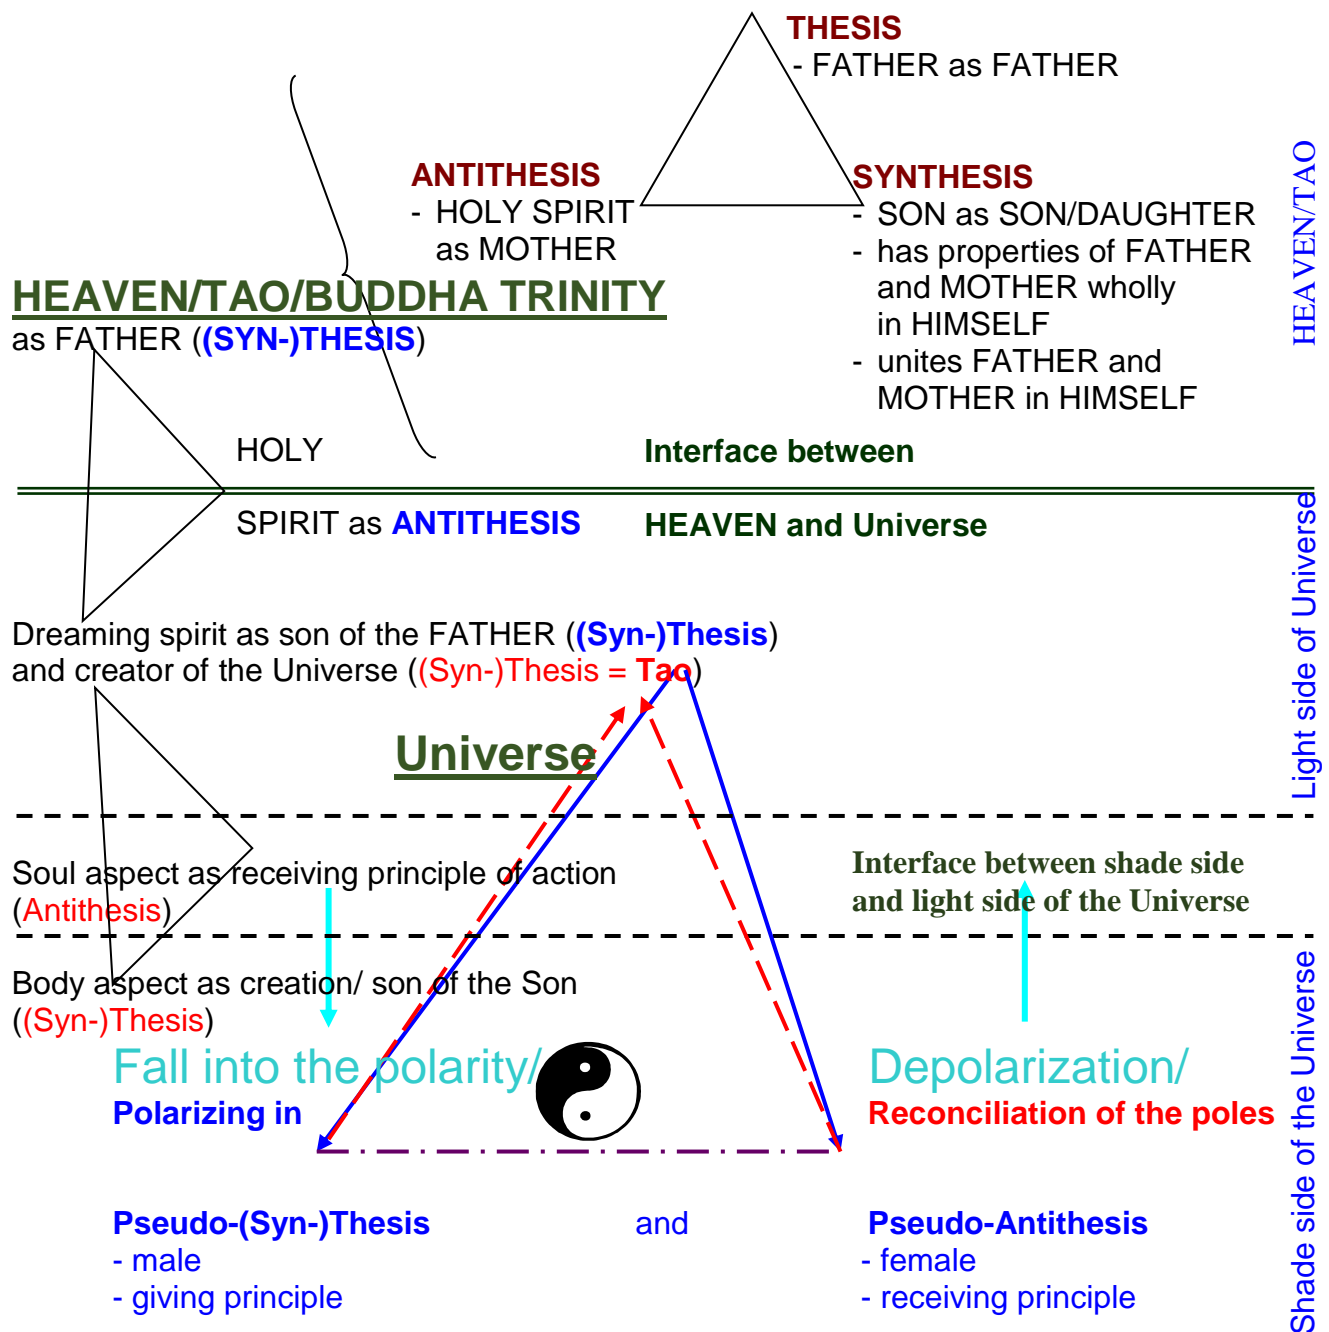 THESIS
- FATHER as FATHER
ANTITHESIS
- HOLY SPIRIT
as MOTHER
SYNTHESIS
- SON as SON/DAUGHTER
- has properties of FATHER
and MOTHER wholly
in HIMSELF
- unites FATHER and
MOTHER in HIMSELF
HEAVEN/TAO
HEAVEN/TAO/BUDDHA TRINITY
as FATHER ((SYN-)THESIS)
HOLY
Interface between
SPIRIT as ANTITHESIS
HEAVEN and Universe
Light side of Universe
Dreaming spirit as son of the FATHER ((Syn-)Thesis)
and creator of the Universe ((Syn-)Thesis = Tao)
Universe
Soul aspect as receiving principle of action
(Antithesis)
Interface between shade side
and light side of the Universe
Body aspect as creation/ son of the Son
((Syn-)Thesis)
Shade side of the Universe
Fall into the polarity/
Polarizing in
Depolarization/
Reconciliation of the poles
Pseudo-(Syn-)Thesis
- male
- giving principle
and
Pseudo-Antithesis
- female
- receiving principle